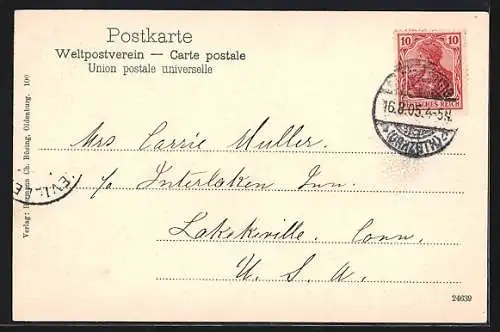 Postkarte
Weltpostverein — Carte postale
Union postale universelle
10 10
DEUTSCHES REICH
16.8.05.4-5N.
Mrs Carrie Muller.
c/o Interlaken Inn.
Lakekville, Conn.
U. S. A.
24639